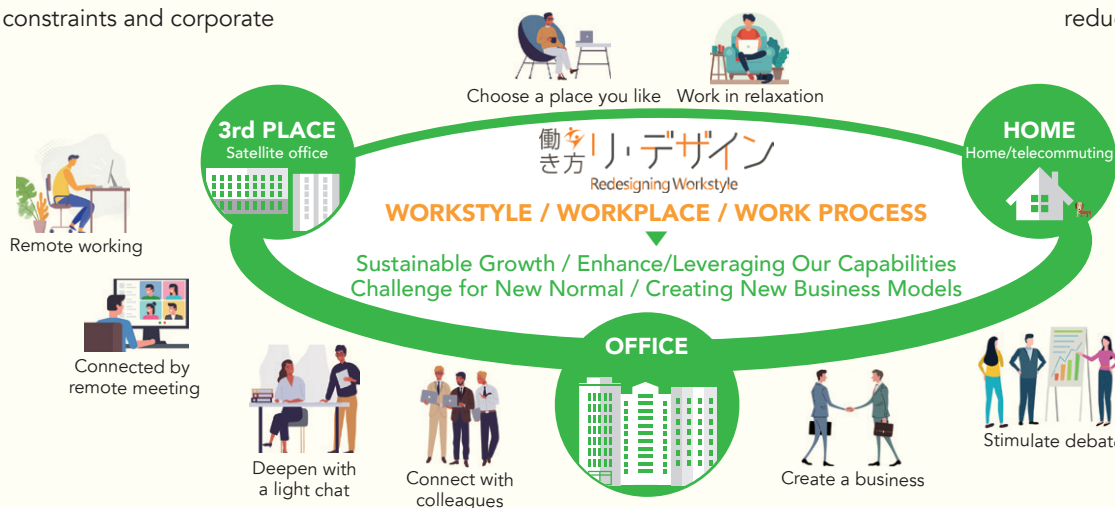 constraints and corporate
reduc
Choose a place you like
Work in relaxation
3rd PLACE
Satellite office
HOME
Home/telecommuting
働き方 リ・デザイン
Redesigning Workstyle
WORKSTYLE / WORKPLACE / WORK PROCESS
Sustainable Growth / Enhance/Leveraging Our Capabilities
Challenge for New Normal / Creating New Business Models
Remote working
Connected by
remote meeting
OFFICE
Deepen with
a light chat
Connect with
colleagues
Create a business
Stimulate debate